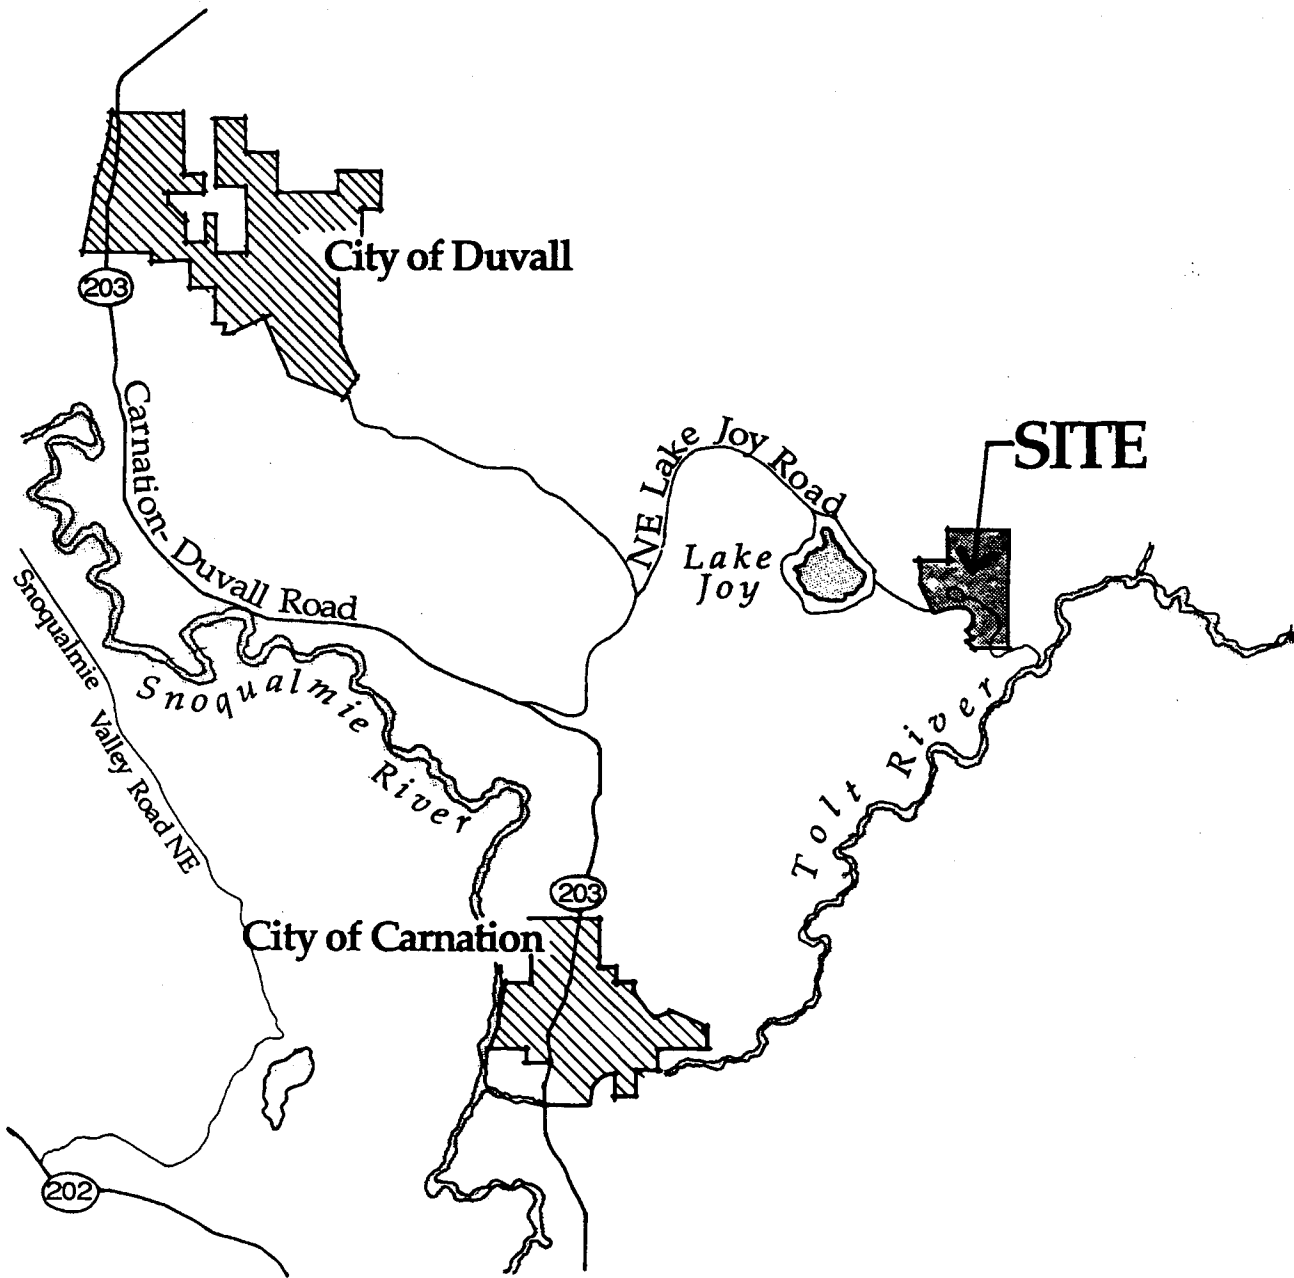 City of Duvall
203
Carnation-Duvall Road
NE Lake Joy Road
SITE
Lake
Joy
Snoqualmie Valley Road NE
Snoqualmie River
Tolt River
203
City of Carnation
202